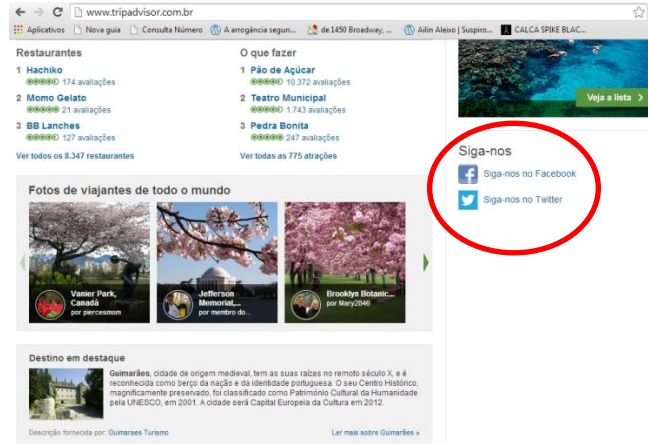 www.tripadvisor.com.br
Aplicativos Nova guia Consulta Número A arrogância segun... de 1450 Broadway, ... Ailin Aleixo | Suspiro... CALCA SPIKE BLAC...
Restaurantes
1 Hachiko
174 avaliações
2 Momo Gelato
21 avaliações
3 BB Lanches
127 avaliações
Ver todos os 8.347 restaurantes
O que fazer
1 Pão de Açúcar
10.372 avaliações
2 Teatro Municipal
1.743 avaliações
3 Pedra Bonita
247 avaliações
Ver todas as 775 atrações
Veja a lista
Siga-nos
Siga-nos no Facebook
Siga-nos no Twitter
Fotos de viajantes de todo o mundo
Vanier Park,
Canadá
por piercesmom
Jefferson
Memorial,...
por membro do...
Brooklyn Botanic...
por Mary2846
Destino em destaque
Guimarães, cidade de origem medieval, tem as suas raízes no remoto século X, e é
reconhecida como berço da nação e da identidade portuguesa. O seu Centro Histórico,
magnificamente preservado, foi classificado como Património Cultural da Humanidade
pela UNESCO, em 2001. A cidade será Capital Europeia da Cultura em 2012.
Descrição fornecida por: Guimaraes Turismo
Ler mais sobre Guimarães »